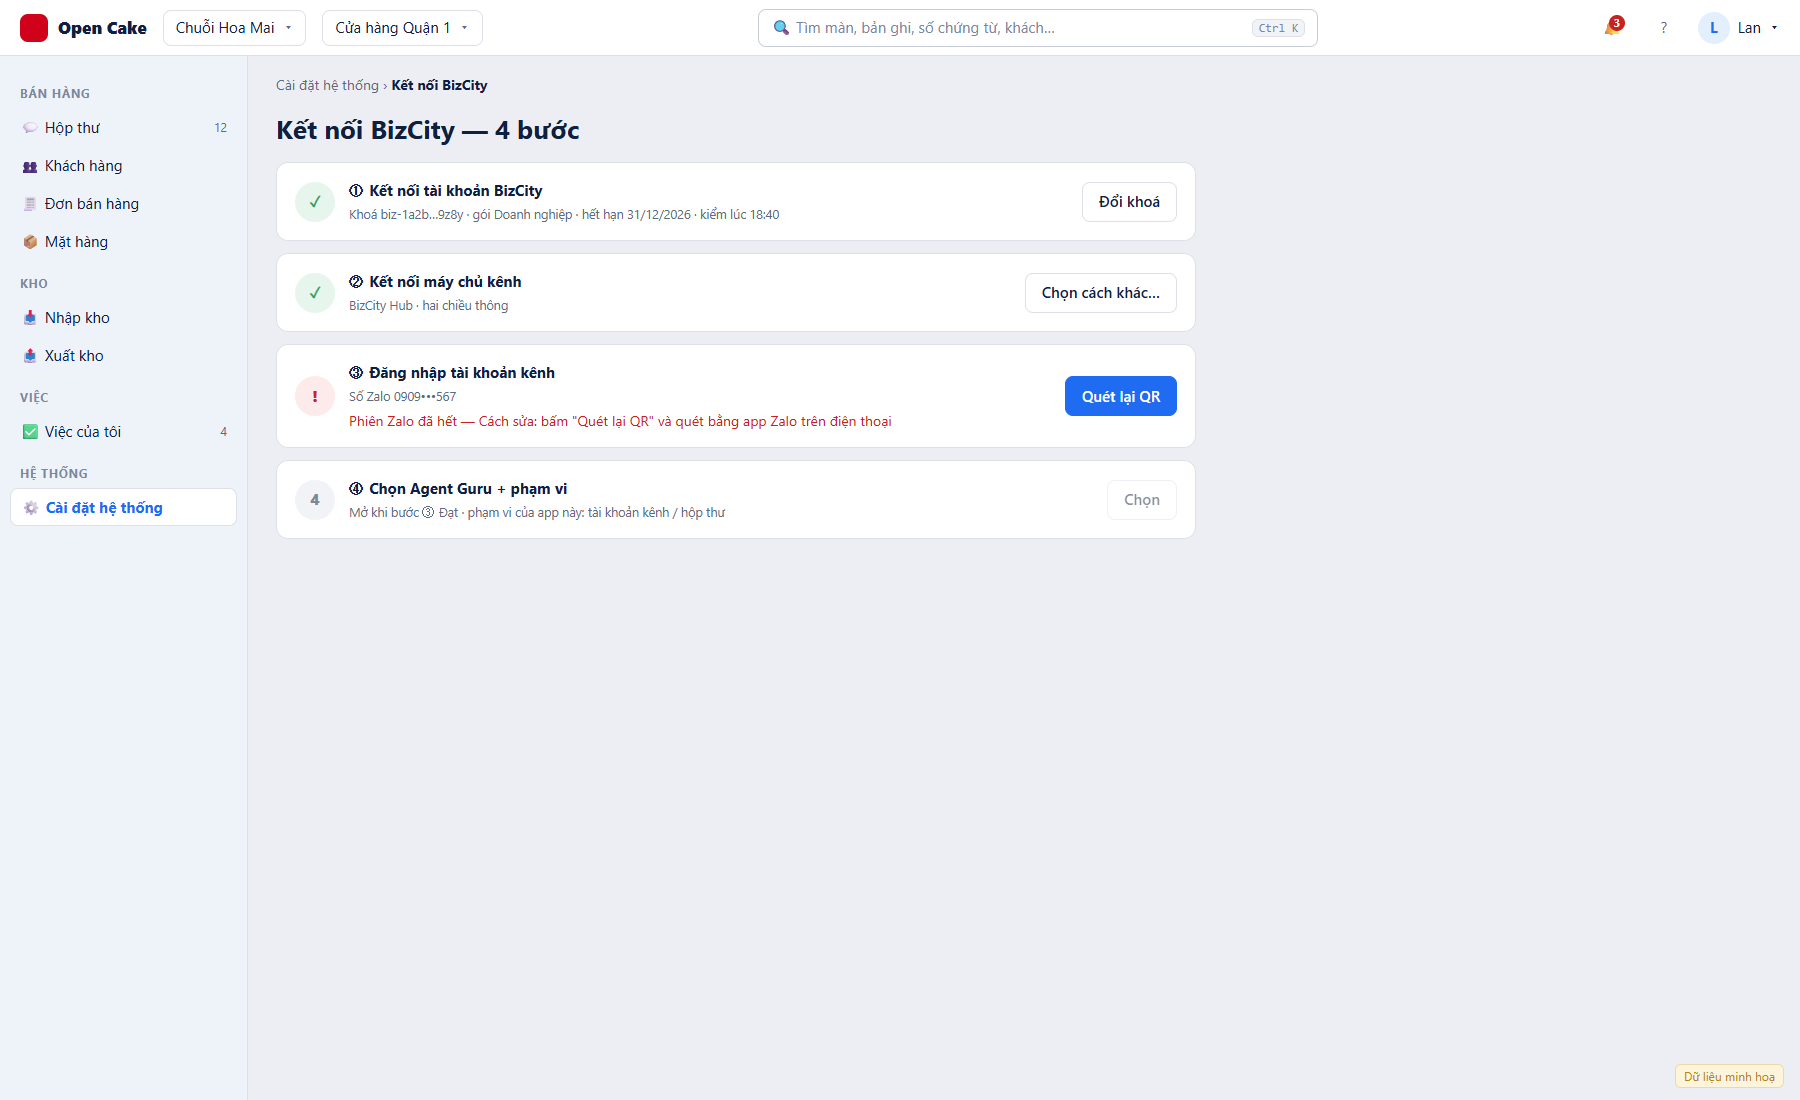 Open Cake
Chuỗi Hoa Mai
Cửa hàng Quận 1
Tìm màn, bản ghi, số chứng từ, khách...
Ctrl K
3
?
L
Lan
BÁN HÀNG
Hộp thư 12
Khách hàng
Đơn bán hàng
Mặt hàng
KHO
Nhập kho
Xuất kho
VIỆC
Việc của tôi 4
HỆ THỐNG
Cài đặt hệ thống
Cài đặt hệ thống › Kết nối BizCity
Kết nối BizCity — 4 bước
✓
① Kết nối tài khoản BizCity
Khoá biz-1a2b...9z8y · gói Doanh nghiệp · hết hạn 31/12/2026 · kiểm lúc 18:40
Đổi khoá
✓
② Kết nối máy chủ kênh
BizCity Hub · hai chiều thông
Chọn cách khác...
!
③ Đăng nhập tài khoản kênh
Số Zalo 0909•••567
Phiên Zalo đã hết — Cách sửa: bấm "Quét lại QR" và quét bằng app Zalo trên điện thoại
Quét lại QR
4
④ Chọn Agent Guru + phạm vi
Mở khi bước ③ Đạt · phạm vi của app này: tài khoản kênh / hộp thư
Chọn
Dữ liệu minh hoạ